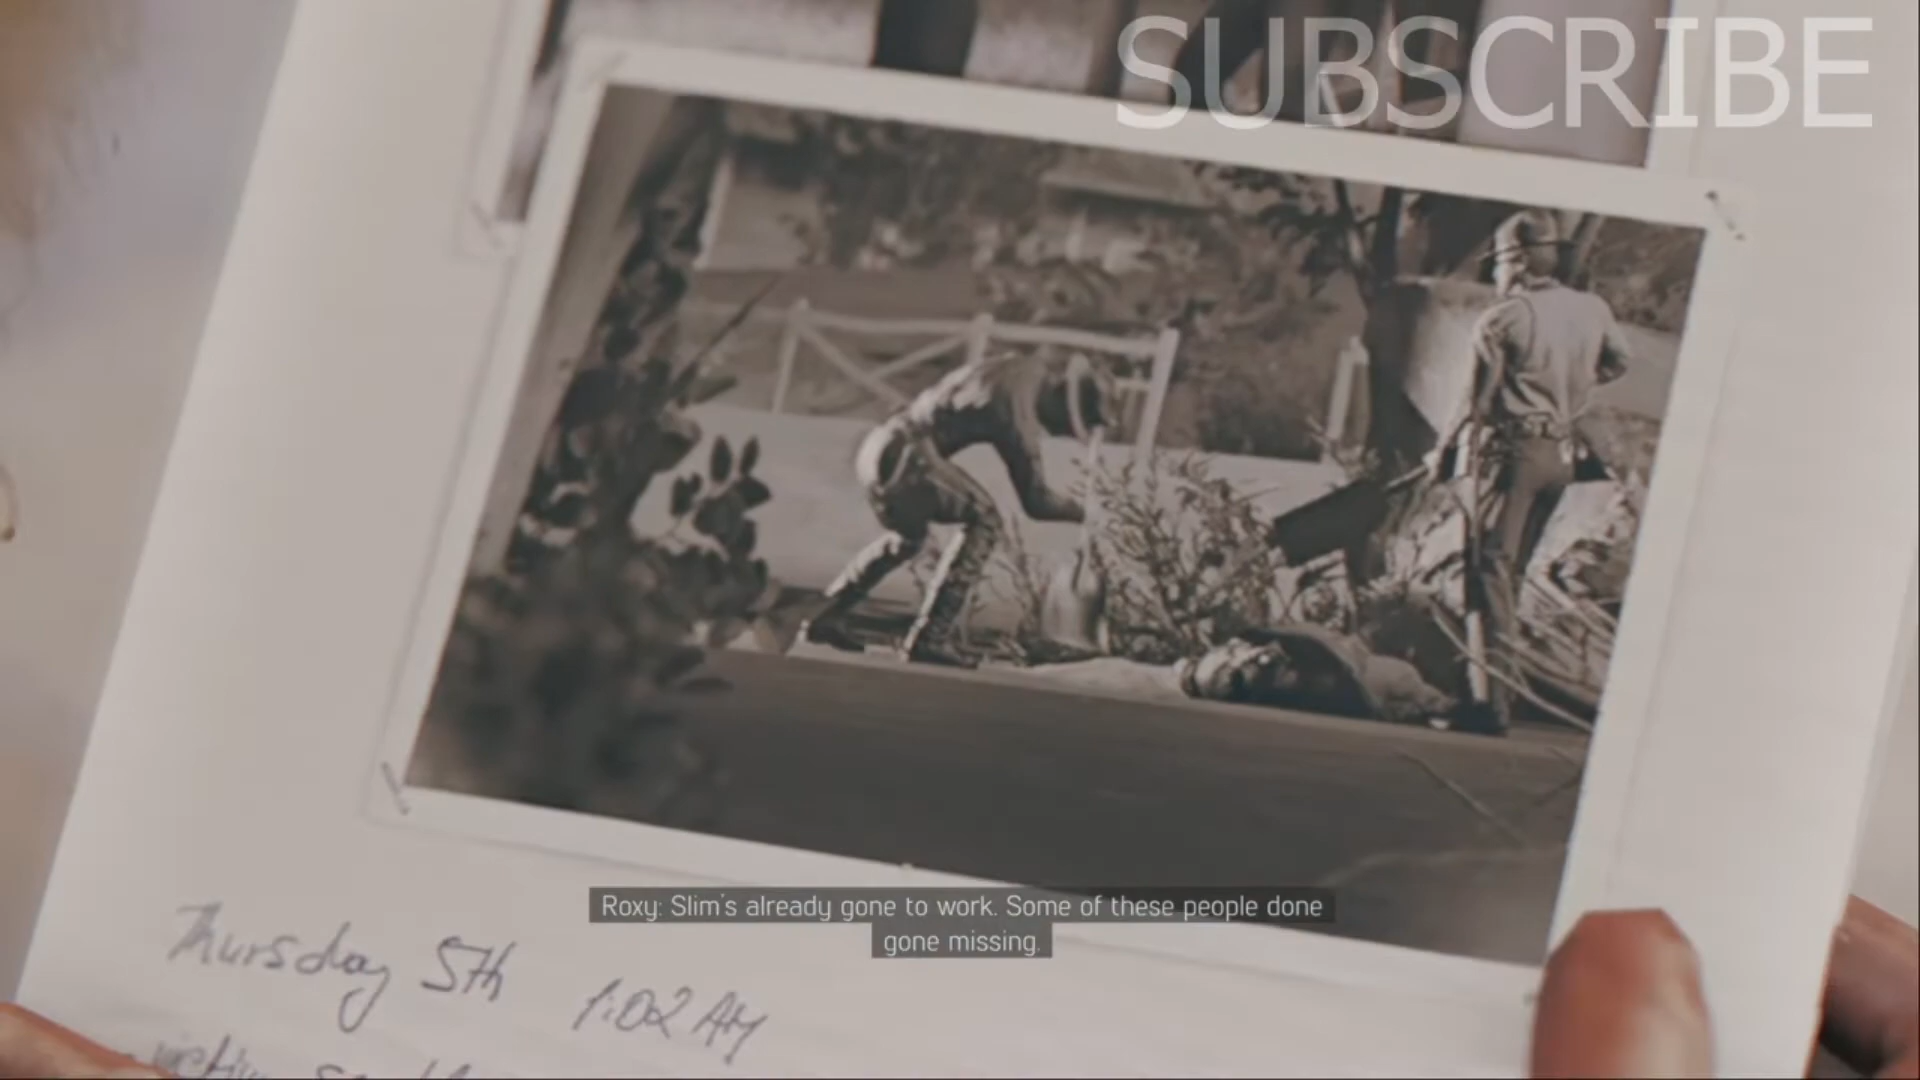 SUBSCRIBE
Roxy: Slim's already gone to work. Some of these people done
gone missing.
Thursday 5th 1:02 AM
victim